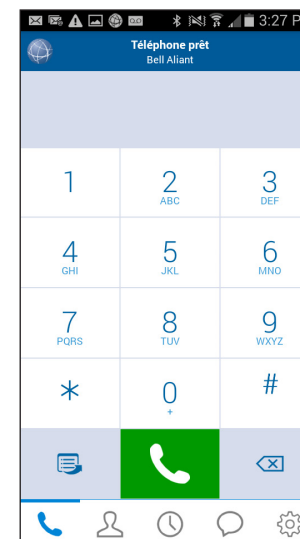 3:27 P
Téléphone prêt
Bell Aliant
1 2 3
ABC DEF
4 5 6
GHI JKL MNO
7 8 9
PQRS TUV WXYZ
* 0 #
+